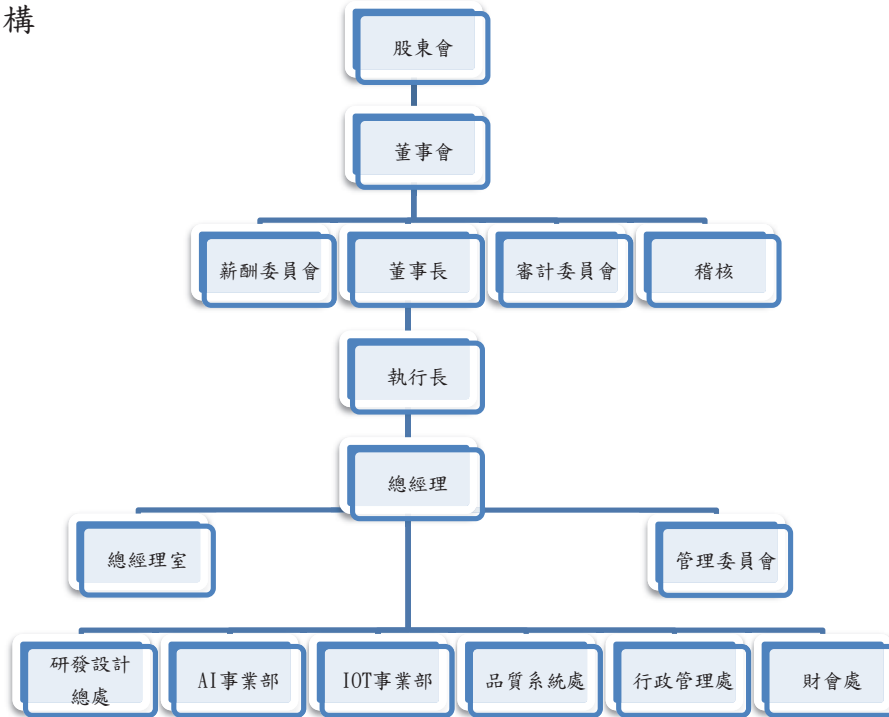 構
股東會
董事會
薪酬委員會
董事長
審計委員會
稽核
執行長
總經理
總經理室
管理委員會
研發設計
總處
AI事業部
IOT事業部
品質系統處
行政管理處
財會處